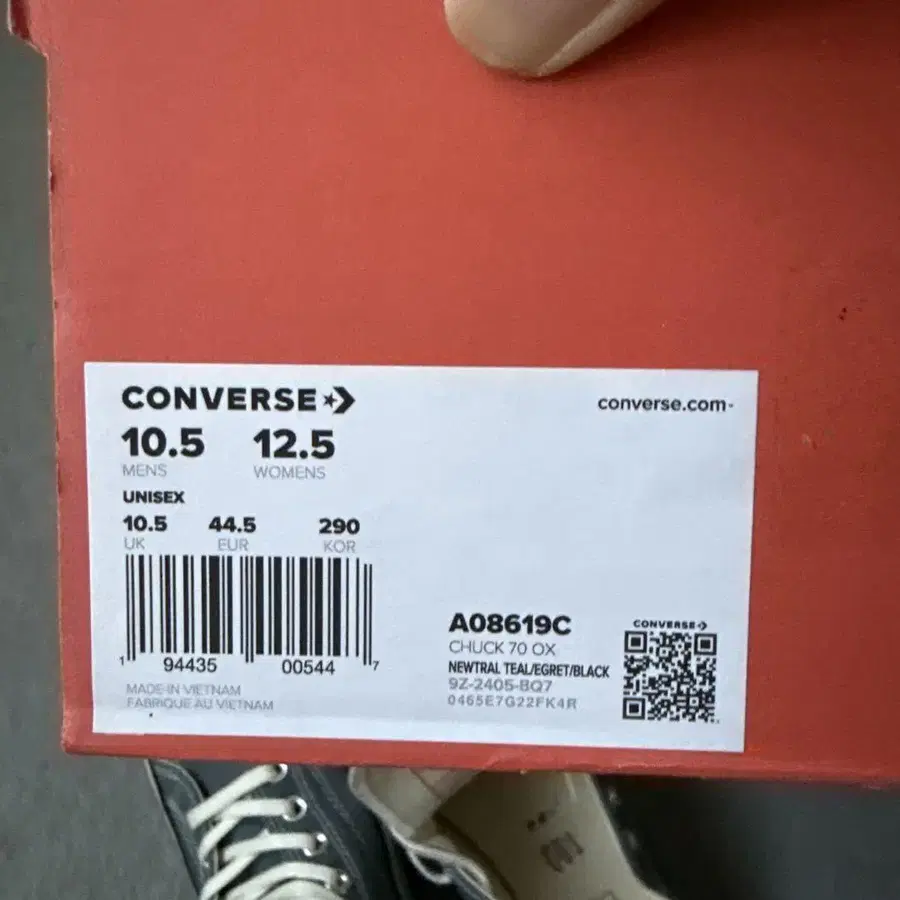 CONVERSE
converse.com
10.5 12.5
MENS WOMENS
UNISEX
10.5 44.5 290
UK EUR KOR
1 94435 00544 7
MADE IN VIETNAM
FABRIQUE AU VIETNAM
A08619C
CHUCK 70 OX
NEWTRAL TEAL/EGRET/BLACK
9Z-2405-BQ7
0465E7G22FK4R
CONVERSE